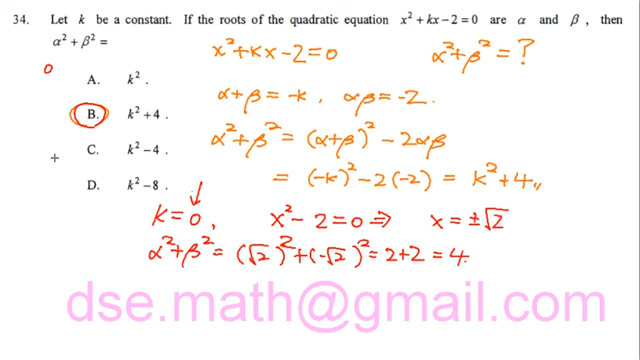 34. Let k be a constant. If the roots of the quadratic equation x² + kx − 2 = 0 are α and β, then
α² + β² =
x² + kx − 2 = 0    α² + β² = ?
0
A. k².
α + β = −k, αβ = −2.
B. k² + 4.
α² + β² = (α + β)² − 2αβ
C. k² − 4.
= (−k)² − 2(−2) = k² + 4 〃
D. k² − 8.
k = 0, x² − 2 = 0 ⇒ x = ±√2
α² + β² = (√2)² + (−√2)² = 2 + 2 = 4.
dse.math@gmail.com